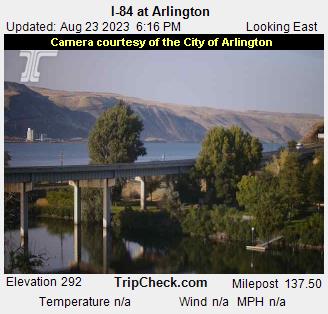 I-84 at Arlington
Updated: Aug 23 2023 6:16 PM Looking East
Camera courtesy of the City of Arlington
Elevation 292 TripCheck.com Milepost 137.50
Temperature n/a Wind n/a MPH n/a